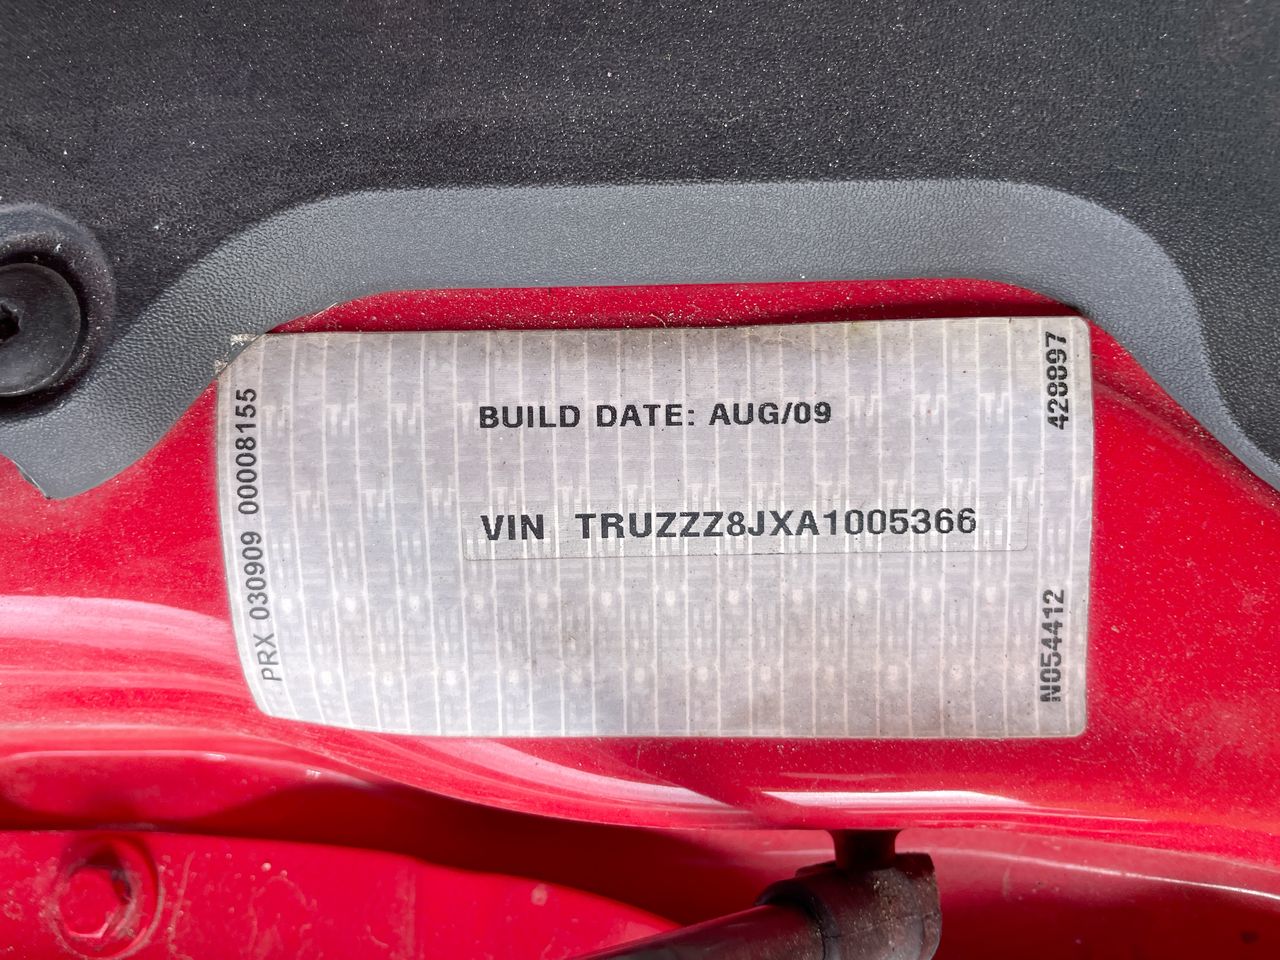 BUILD DATE: AUG/09
VIN TRUZZZ8JXA1005366
PRX 030909 00008155
428897
N054412